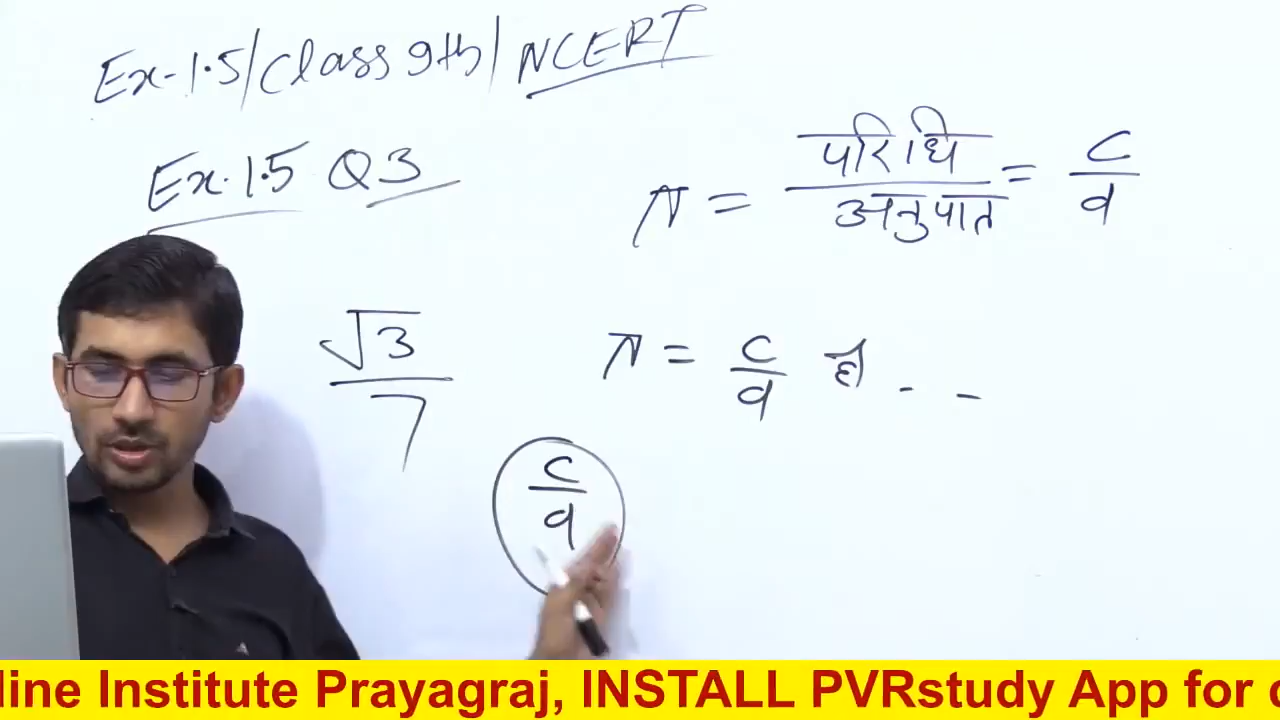 Ex-1.5/Class 9th/NCERT
Ex.1.5 Q3
π = परिधि/अनुपात = c/q
√3/7
π = c/q हो - -
c/q
line Institute Prayagraj, INSTALL PVRstudy App for